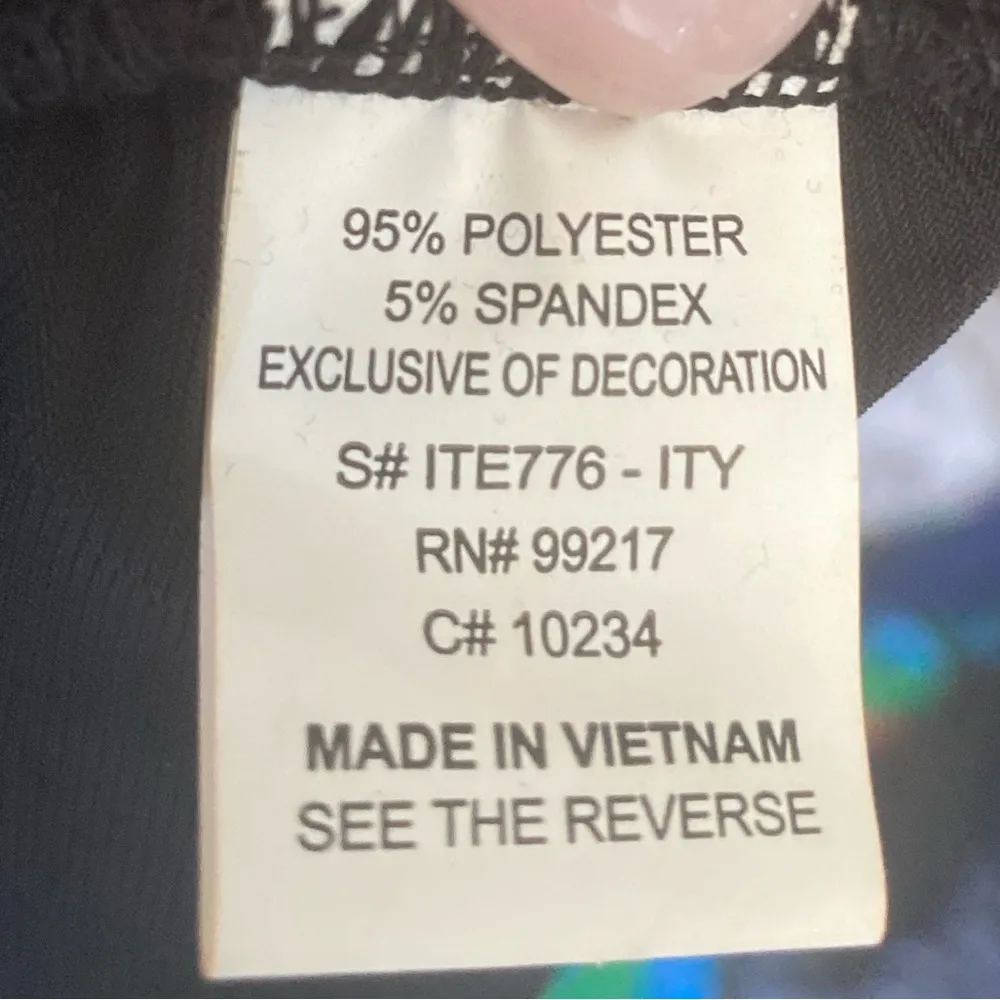 95% POLYESTER
5% SPANDEX
EXCLUSIVE OF DECORATION
S# ITE776 - ITY
RN# 99217
C# 10234
MADE IN VIETNAM
SEE THE REVERSE